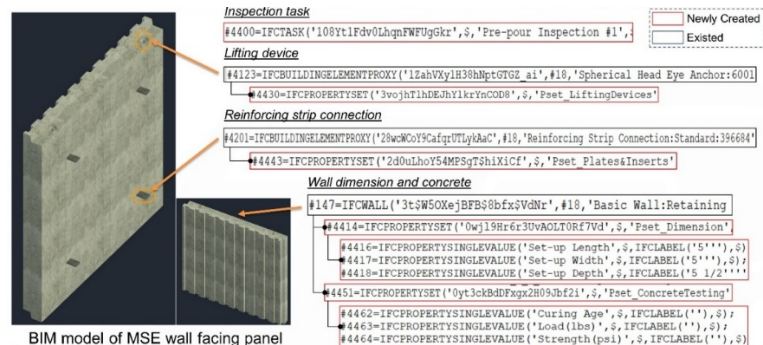 Inspection task
#4400=IFCTASK('108Yt1Fdv0LhqnFWFUgGkr',$,'Pre-pour Inspection #1',$
Newly Created
Existed
Lifting device
#4123=IFCBUILDINGELEMENTPROXY('1ZahVXylH38hNptGTGZ_ai',#18,'Spherical Head Eye Anchor:6001
#4430=IFCPROPERTYSET('3vojhTlhDEJhYlkrYnCOD8',$,'Pset_LiftingDevices'
Reinforcing strip connection
#4201=IFCBUILDINGELEMENTPROXY('28wcWCoY9CafqrUTLykAaC',#18,'Reinforcing Strip Connection:Standard:396684'
#4443=IFCPROPERTYSET('2d0uLhoY54MPSgT$hiXiCf',$,'Pset_Plates&Inserts'
Wall dimension and concrete
#147=IFCWALL('3t$W5OXejBFB$8bfx$VdNr',#18,'Basic Wall:Retaining
#4414=IFCPROPERTYSET('0wjl9Hr6r3UvAOLT0Rf7Vd',$,'Pset_Dimension',
#4416=IFCPROPERTYSINGLEVALUE('Set-up Length',$,IFCLABEL('5'''),$)
#4417=IFCPROPERTYSINGLEVALUE('Set-up Width',$,IFCLABEL('5'''),$);
#4418=IFCPROPERTYSINGLEVALUE('Set-up Depth',$,IFCLABEL('5 1/2''''
#4451=IFCPROPERTYSET('0yt3ckBdDFxgx2H09Jbf2i',$,'Pset_ConcreteTesting'
#4462=IFCPROPERTYSINGLEVALUE('Curing Age',$,IFCLABEL(''),$);
#4463=IFCPROPERTYSINGLEVALUE('Load(lbs)',$,IFCLABEL(''),$);
#4464=IFCPROPERTYSINGLEVALUE('Strength(psi)',$,IFCLABEL(''),$)
BIM model of MSE wall facing panel